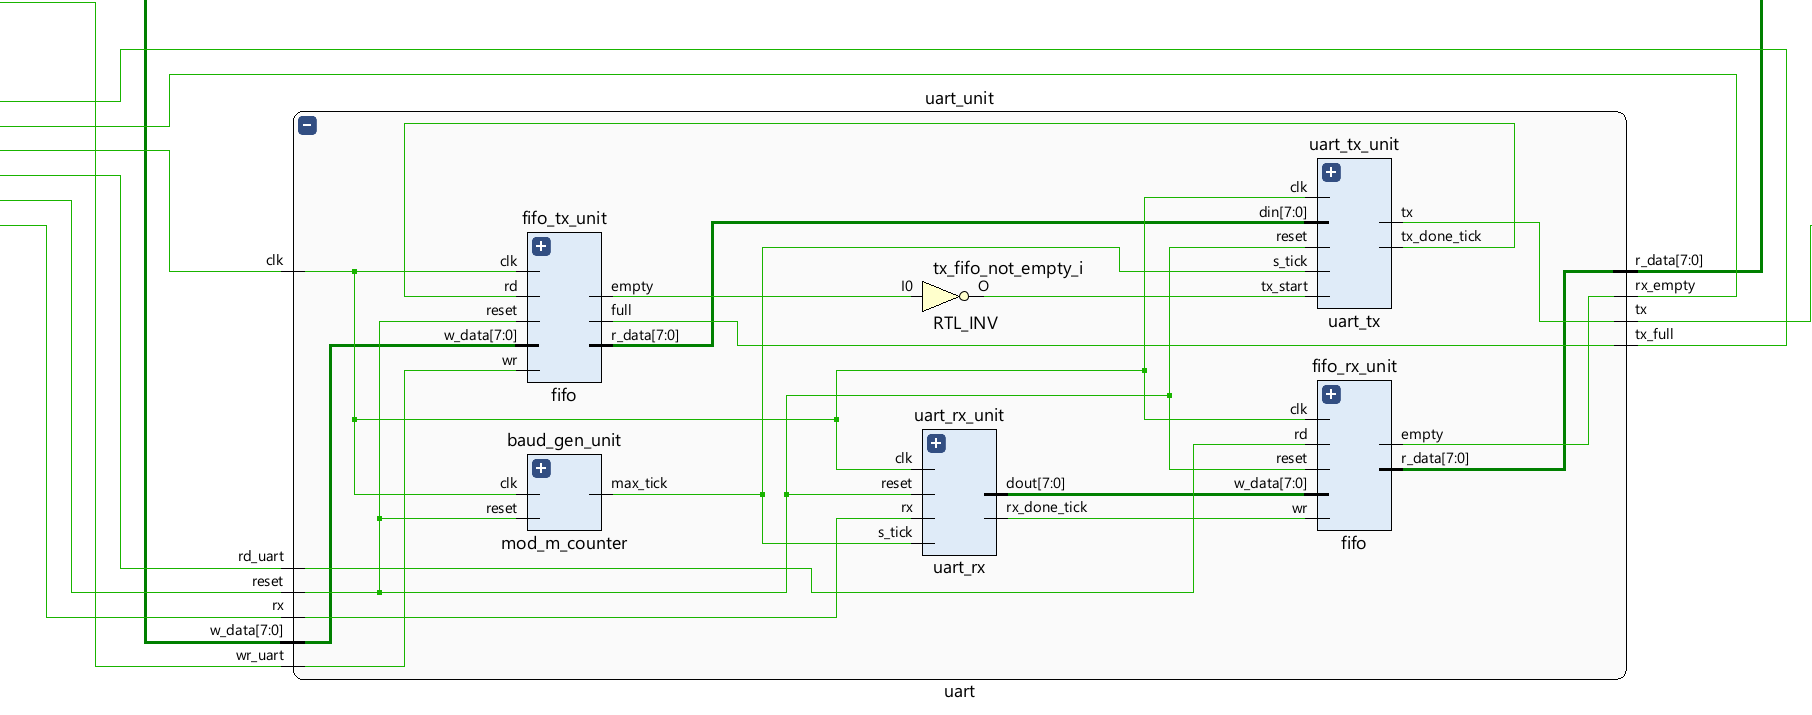 uart_unit
uart_tx_unit
clk
din[7:0]
reset
s_tick
tx_start
tx
tx_done_tick
uart_tx
fifo_tx_unit
clk
rd
reset
w_data[7:0]
wr
empty
full
r_data[7:0]
fifo
tx_fifo_not_empty_i
I0
O
RTL_INV
clk
r_data[7:0]
rx_empty
tx
tx_full
fifo_rx_unit
clk
rd
reset
w_data[7:0]
wr
empty
r_data[7:0]
fifo
uart_rx_unit
clk
reset
rx
s_tick
dout[7:0]
rx_done_tick
uart_rx
baud_gen_unit
clk
reset
max_tick
mod_m_counter
rd_uart
reset
rx
w_data[7:0]
wr_uart
uart